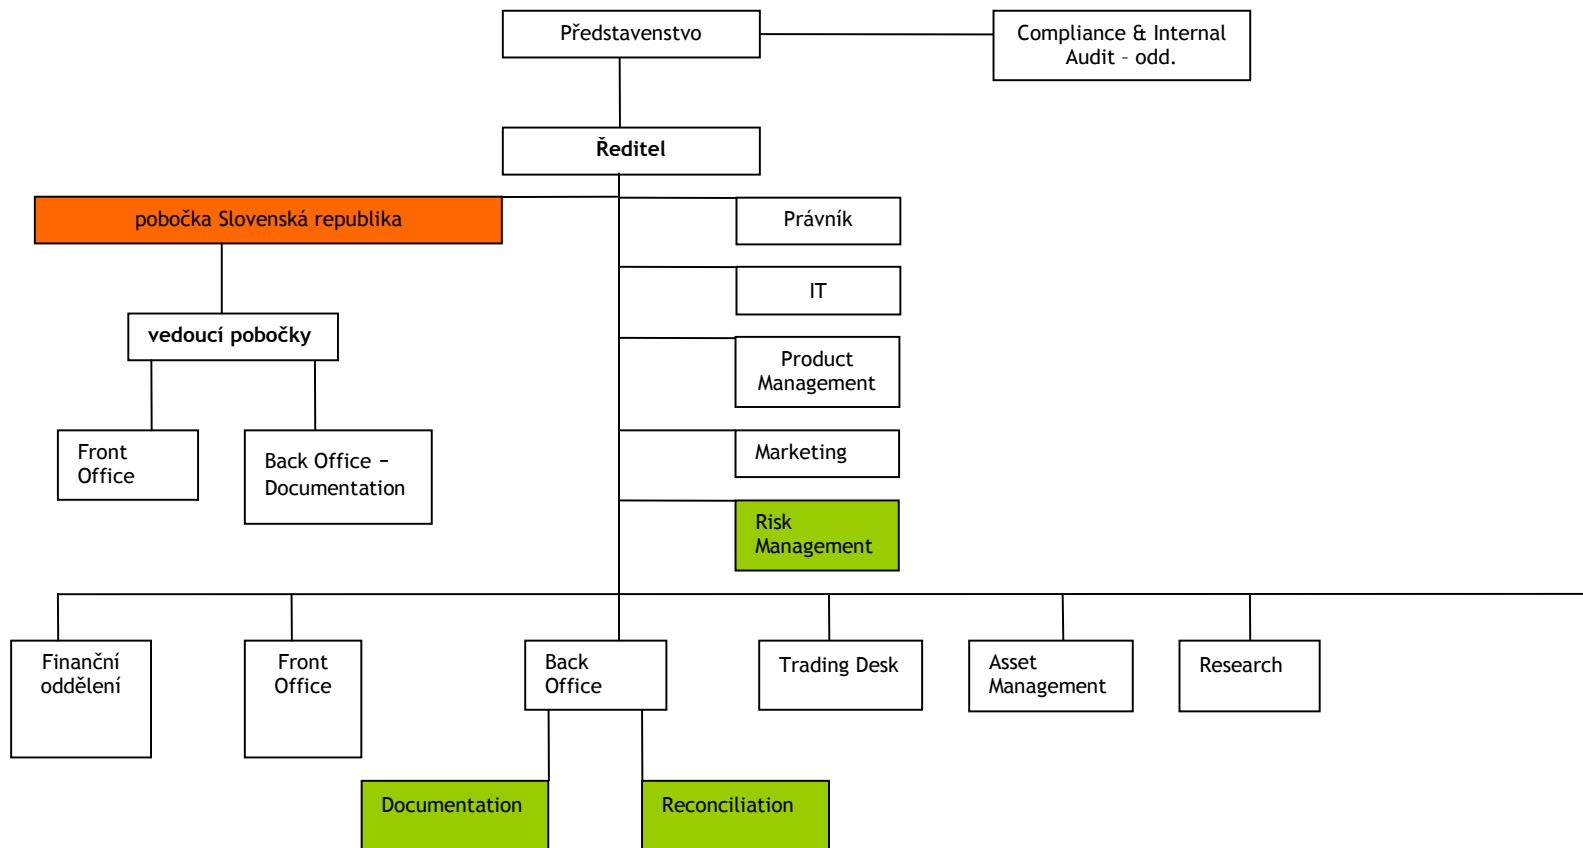 Představenstvo
Compliance & Internal
Audit – odd.
Ředitel
pobočka Slovenská republika
Právník
IT
vedoucí pobočky
Product
Management
Front
Office
Back Office –
Documentation
Marketing
Risk
Management
Finanční
oddělení
Front
Office
Back
Office
Trading Desk
Asset
Management
Research
Documentation
Reconciliation